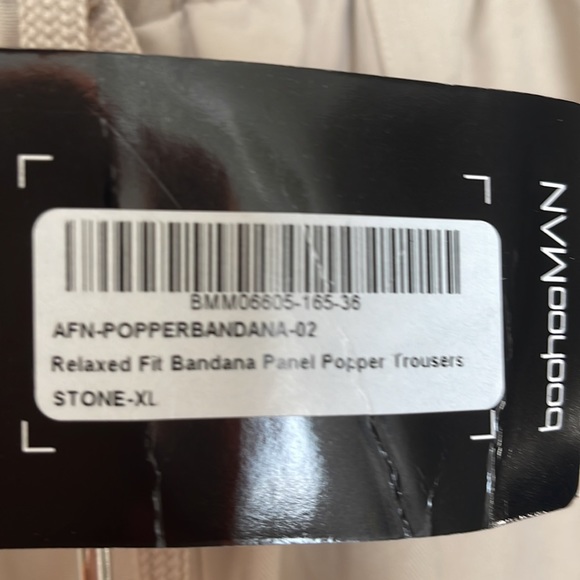 BMM06605-165-36
AFN-POPPERBANDANA-02
Relaxed Fit Bandana Panel Popper Trousers
STONE-XL
boohooMAN